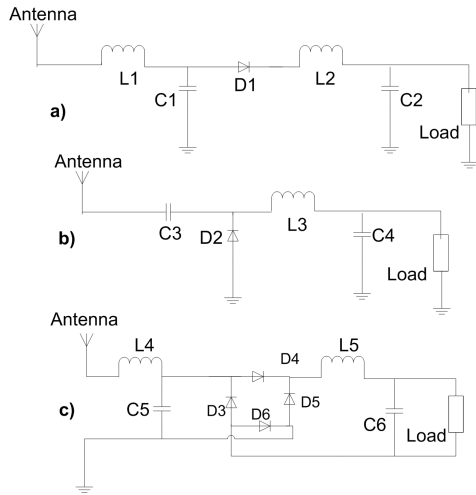 Antenna
L1
C1
D1
L2
C2
Load
a)
Antenna
C3
D2
L3
C4
Load
b)
Antenna
L4
D4
L5
C5
D3
D6
D5
C6
Load
c)